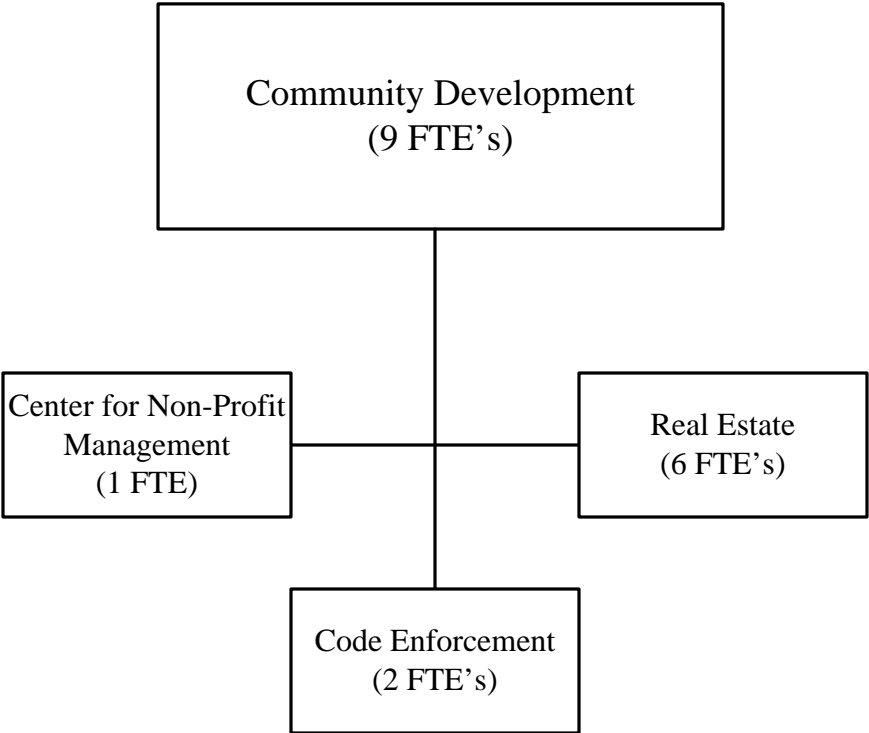 Community Development
(9 FTE’s)
Center for Non-Profit
Management
(1 FTE)
Real Estate
(6 FTE’s)
Code Enforcement
(2 FTE’s)